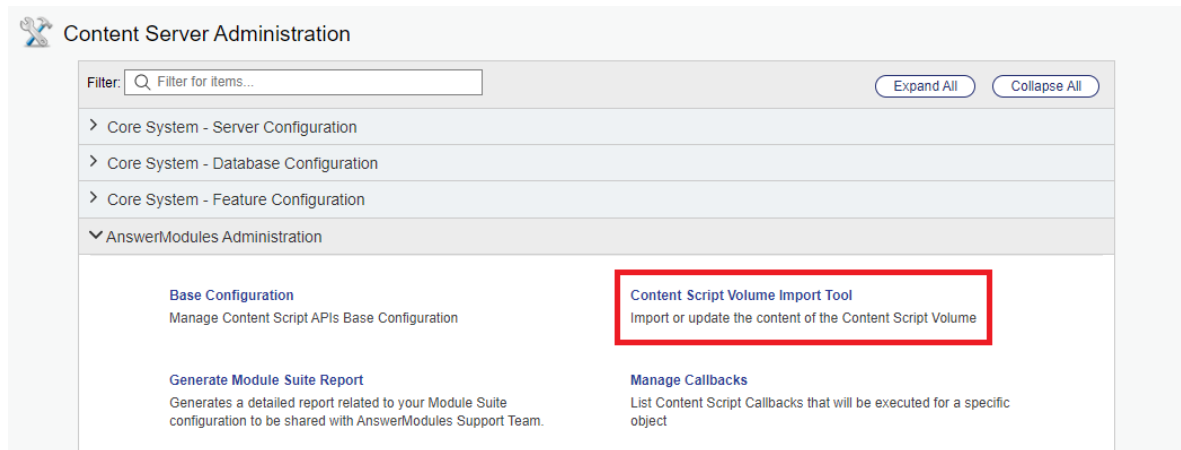 Content Server Administration
Filter: Filter for items...
Expand All Collapse All
Core System - Server Configuration
Core System - Database Configuration
Core System - Feature Configuration
AnswerModules Administration
Base Configuration
Manage Content Script APIs Base Configuration
Content Script Volume Import Tool
Import or update the content of the Content Script Volume
Generate Module Suite Report
Generates a detailed report related to your Module Suite
configuration to be shared with AnswerModules Support Team.
Manage Callbacks
List Content Script Callbacks that will be executed for a specific
object